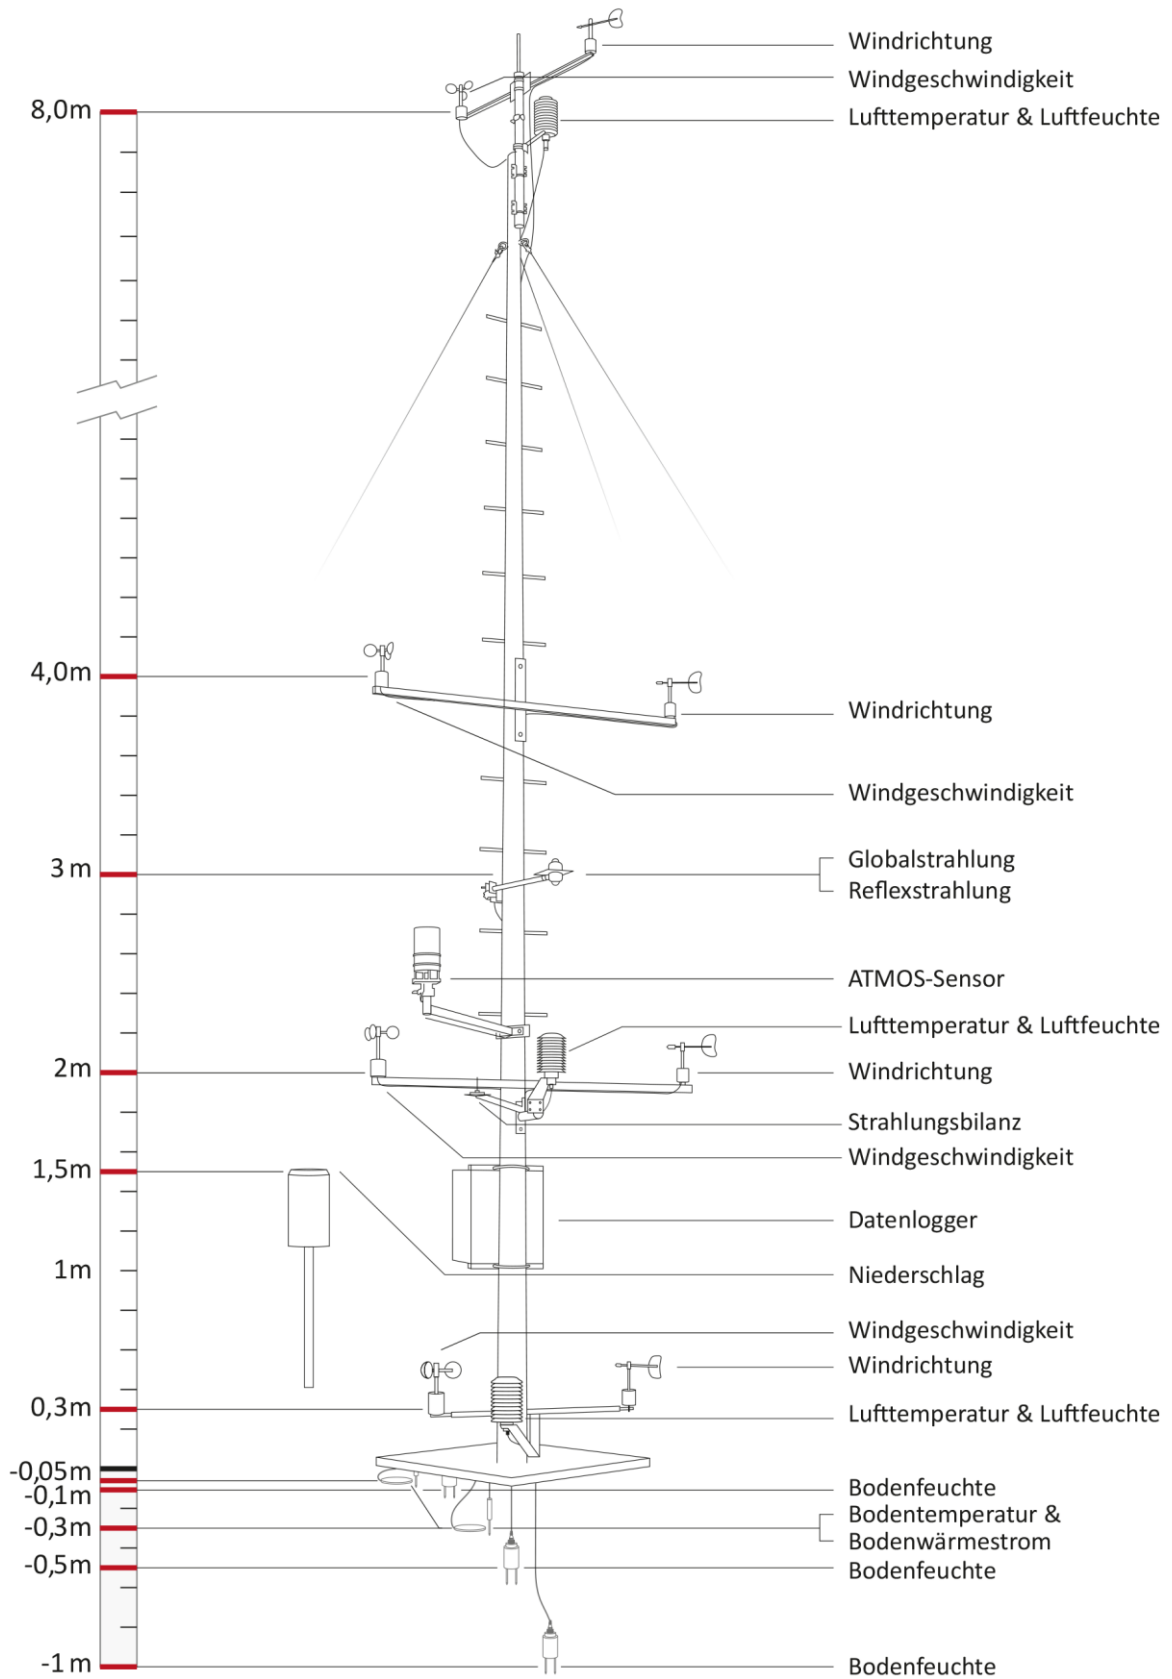 Windrichtung
Windgeschwindigkeit
8,0m
Lufttemperatur & Luftfeuchte
4,0m
Windrichtung
Windgeschwindigkeit
3 m
Globalstrahlung
Reflexstrahlung
ATMOS-Sensor
Lufttemperatur & Luftfeuchte
2m
Windrichtung
Strahlungsbilanz
Windgeschwindigkeit
1,5m
Datenlogger
1m
Niederschlag
Windgeschwindigkeit
Windrichtung
0,3m
Lufttemperatur & Luftfeuchte
-0,05m
-0,1m
Bodenfeuchte
Bodentemperatur &
-0,3m
Bodenwärmestrom
-0,5m
Bodenfeuchte
-1 m
Bodenfeuchte